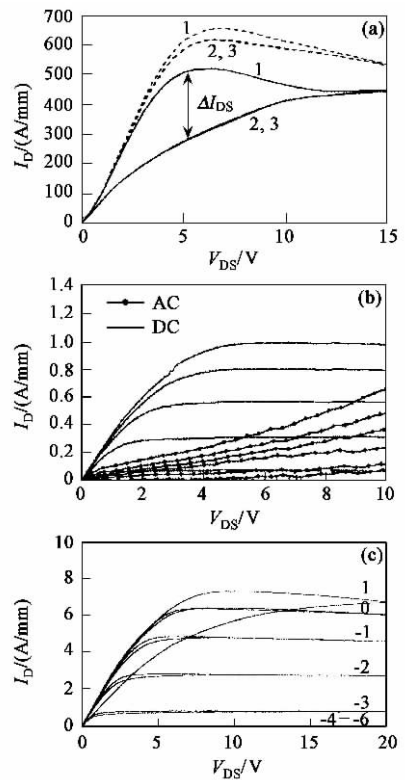 (a)
700
600
500
400
300
200
100
0
I_D/(A/mm)
1
2, 3
1
ΔI_DS
2, 3
0 5 10 15
V_DS/V
(b)
1.4
1.2
1.0
0.8
0.6
0.4
0.2
0
I_D/(A/mm)
AC
DC
0 2 4 6 8 10
V_DS/V
(c)
10
8
6
4
2
0
I_D/(A/mm)
1
0
-1
-2
-3
-4—-6
0 5 10 15 20
V_DS/V